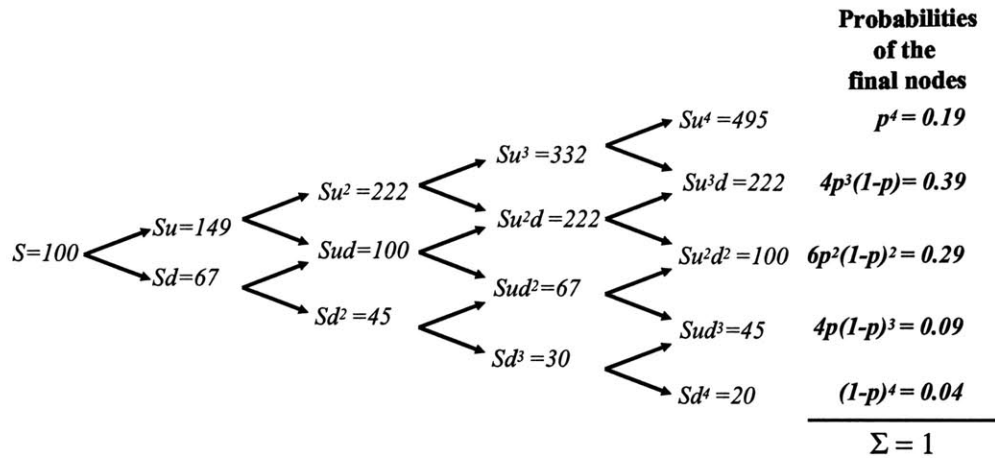 Probabilities
of the
final nodes
Su⁴ =495 p⁴ = 0.19
Su³ =332
Su³d =222 4p³(1-p)= 0.39
Su² =222
Su=149 Su²d =222
S=100 Sud=100 Su²d² =100 6p²(1-p)² = 0.29
Sd=67 Sud² =67
Sd² =45 Sud³ =45 4p(1-p)³ = 0.09
Sd³ =30
Sd⁴ =20 (1-p)⁴ = 0.04
Σ = 1